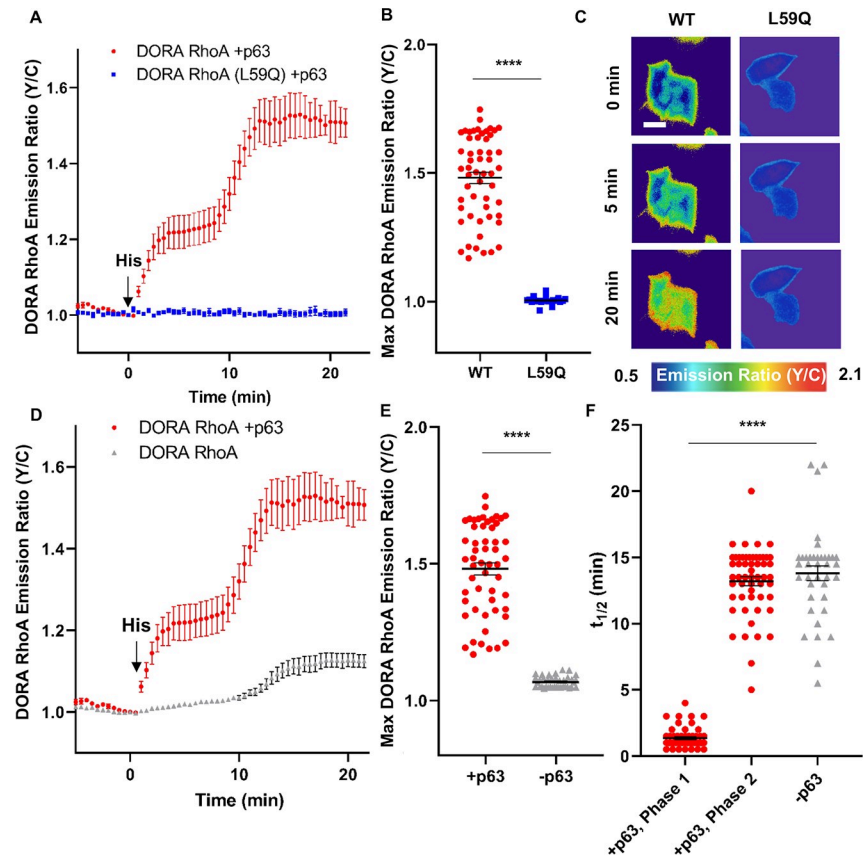 A
DORA RhoA +p63
DORA RhoA (L59Q) +p63
DORA RhoA Emission Ratio (Y/C)
1.6
1.4
1.2
1.0
His
0
10
20
Time (min)
B
Max DORA RhoA Emission Ratio (Y/C)
2.0
1.5
1.0
****
WT
L59Q
C
WT
L59Q
0 min
5 min
20 min
0.5
Emission Ratio (Y/C)
2.1
D
DORA RhoA +p63
DORA RhoA
DORA RhoA Emission Ratio (Y/C)
1.6
1.4
1.2
1.0
His
0
10
20
Time (min)
E
Max DORA RhoA Emission Ratio (Y/C)
2.0
1.5
1.0
****
+p63
-p63
F
t1/2 (min)
25
20
15
10
5
0
****
+p63, Phase 1
+p63, Phase 2
-p63